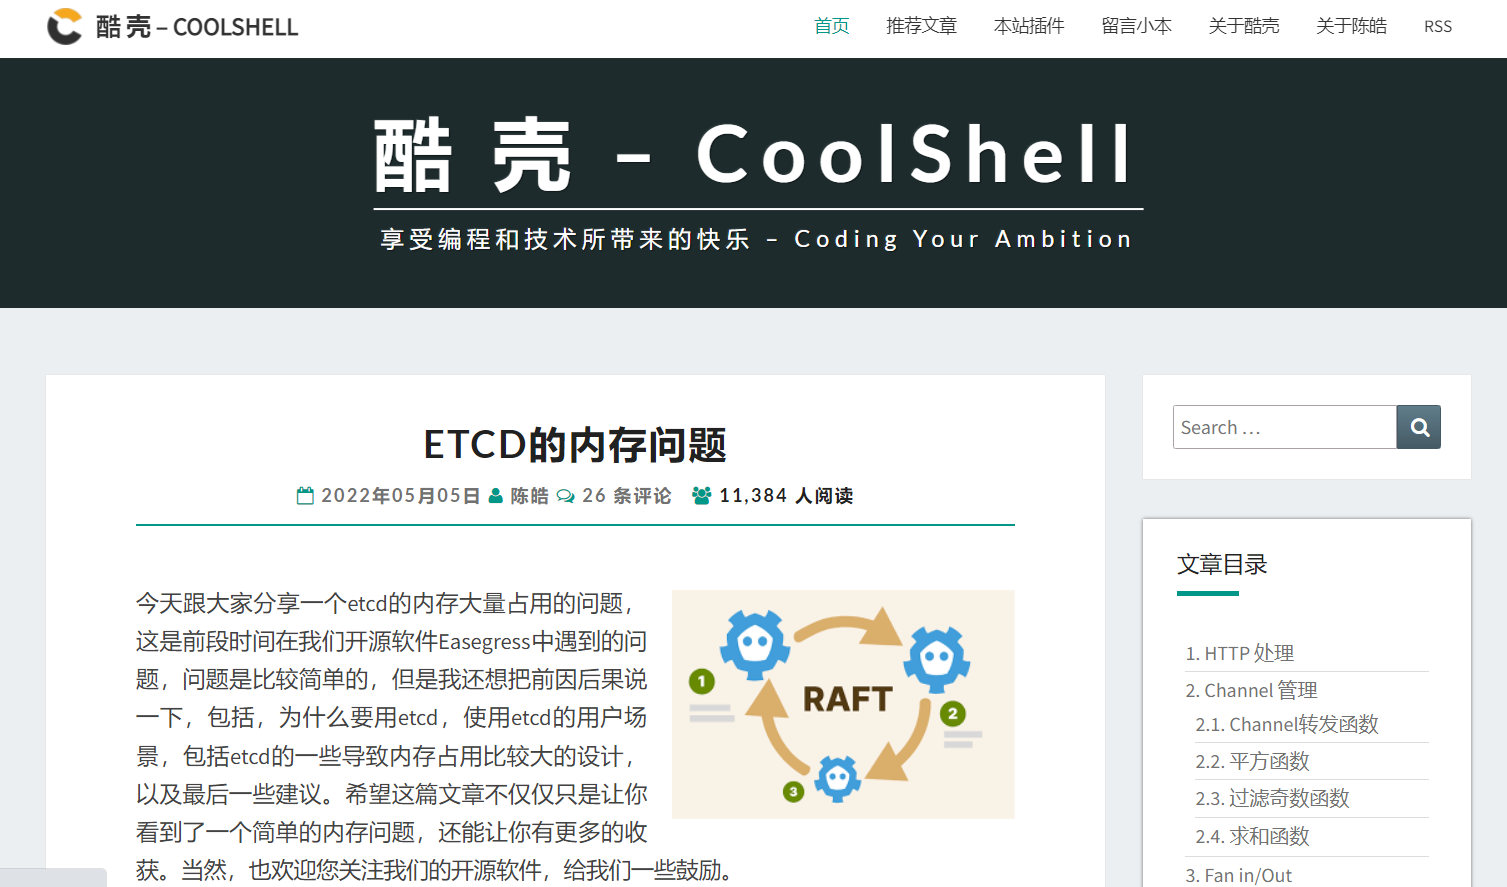 酷 壳 – COOLSHELL
首页 推荐文章 本站插件 留言小本 关于酷壳 关于陈皓 RSS
酷 壳 – CoolShell
享受编程和技术所带来的快乐 – Coding Your Ambition
ETCD的内存问题
2022年05月05日 陈皓 26 条评论 11,384 人阅读
今天跟大家分享一个etcd的内存大量占用的问题，
这是前段时间在我们开源软件Easegress中遇到的问
题，问题是比较简单的，但是我还想把前因后果说
一下，包括，为什么要用etcd，使用etcd的用户场
景，包括etcd的一些导致内存占用比较大的设计，
以及最后一些建议。希望这篇文章不仅仅只是让你
看到了一个简单的内存问题，还能让你有更多的收
获。当然，也欢迎您关注我们的开源软件，给我们一些鼓励。
1
RAFT
2
3
Search …
文章目录
1. HTTP 处理
2. Channel 管理
2.1. Channel转发函数
2.2. 平方函数
2.3. 过滤奇数函数
2.4. 求和函数
3. Fan in/Out